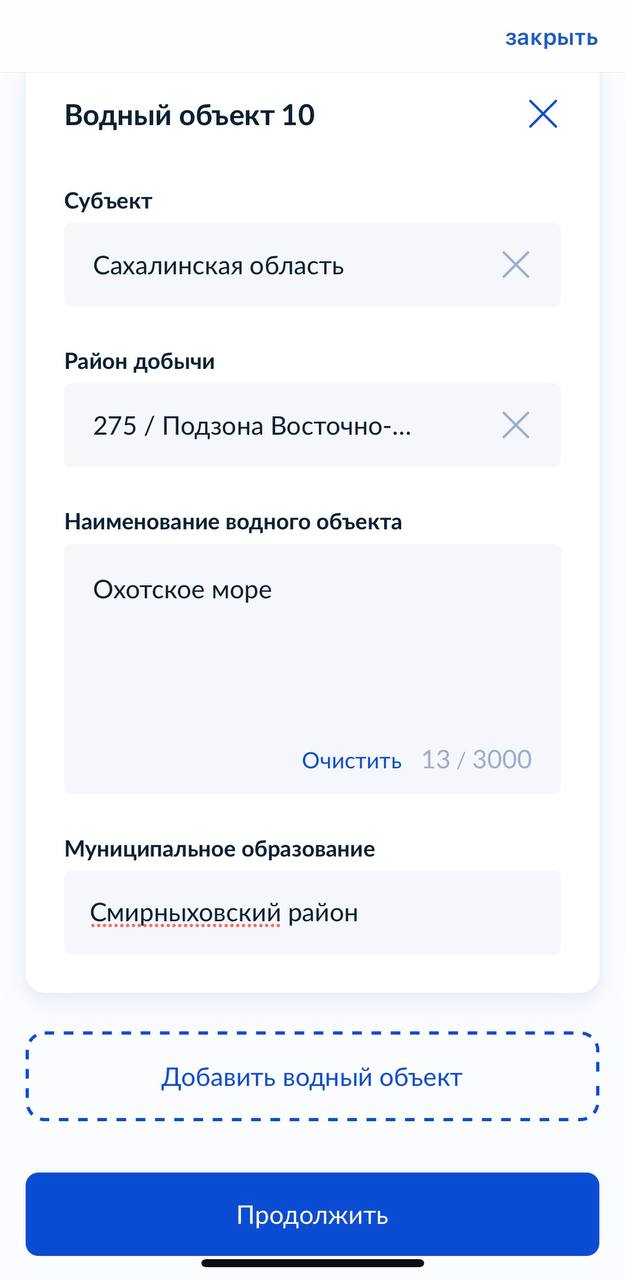 закрыть
Водный объект 10
Субъект
Сахалинская область
Район добычи
275 / Подзона Восточно-...
Наименование водного объекта
Охотское море
Очистить 13 / 3000
Муниципальное образование
Смирныховский район
Добавить водный объект
Продолжить